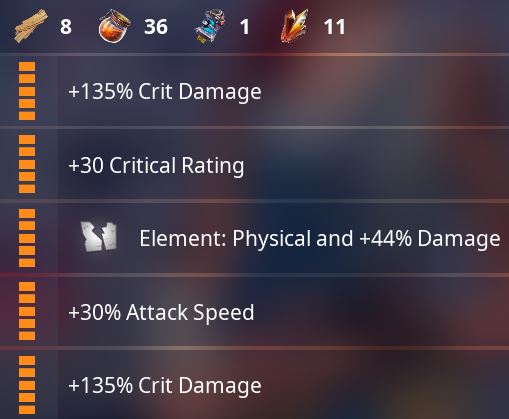 8 36 1 11
+135% Crit Damage
+30 Critical Rating
Element: Physical and +44% Damage
+30% Attack Speed
+135% Crit Damage